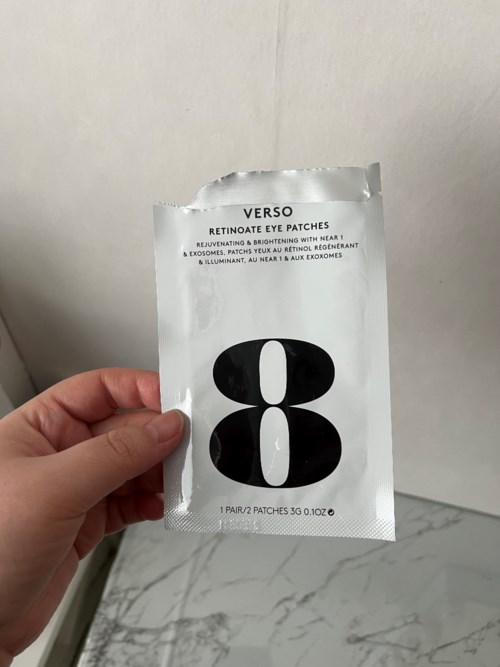 VERSO
RETINOATE EYE PATCHES
REJUVENATING & BRIGHTENING WITH NEAR 1
& EXOSOMES, PATCHS YEUX AU RÉTINOL RÉGÉNÉRANT
& ILLUMINANT, AU NEAR 1 & AUX EXOXOMES
8
1 PAIR/2 PATCHES 3G 0.1OZ